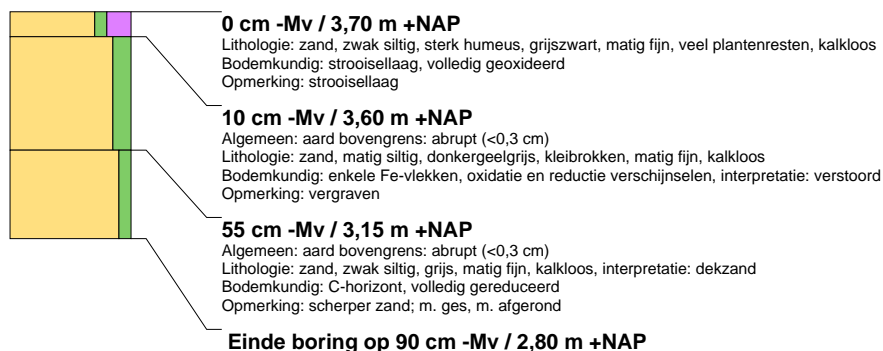 0 cm -Mv / 3,70 m +NAP
Lithologie: zand, zwak siltig, sterk humeus, grijszwart, matig fijn, veel plantenresten, kalkloos
Bodemkundig: strooisellaag, volledig geoxideerd
Opmerking: strooisellaag
10 cm -Mv / 3,60 m +NAP
Algemeen: aard bovengrens: abrupt (<0,3 cm)
Lithologie: zand, matig siltig, donkergeelgrijs, kleibrokken, matig fijn, kalkloos
Bodemkundig: enkele Fe-vlekken, oxidatie en reductie verschijnselen, interpretatie: verstoord
Opmerking: vergraven
55 cm -Mv / 3,15 m +NAP
Algemeen: aard bovengrens: abrupt (<0,3 cm)
Lithologie: zand, zwak siltig, grijs, matig fijn, kalkloos, interpretatie: dekzand
Bodemkundig: C-horizont, volledig gereduceerd
Opmerking: scherper zand; m. ges, m. afgerond
Einde boring op 90 cm -Mv / 2,80 m +NAP